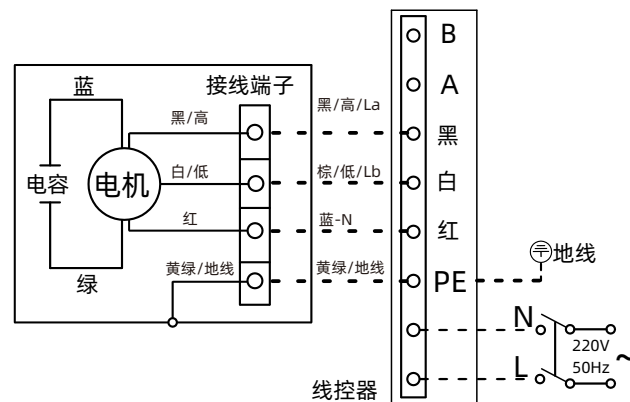 B
A
蓝
接线端子
黑/高
黑/高/La
黑
白/低
棕/低/Lb
白
电容
电机
红
蓝-N
红
黄绿/地线
黄绿/地线
PE
地线
绿
N
220V
50Hz
~
L
线控器